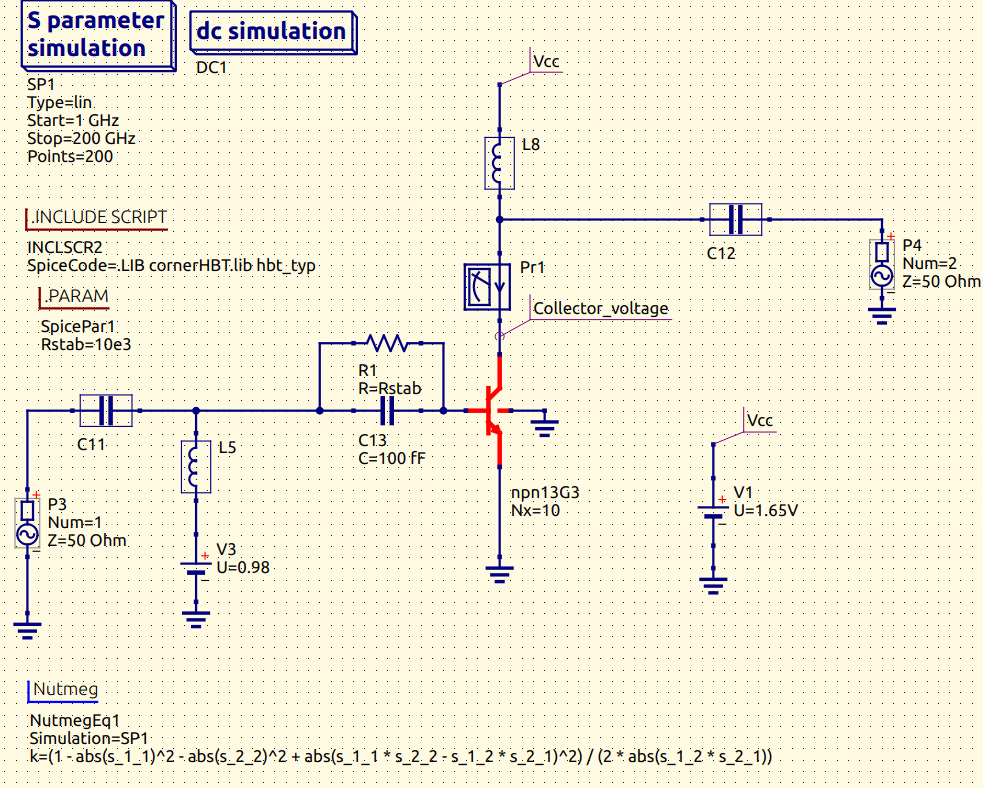 S parameter
simulation
dc simulation
DC1
SP1
Type=lin
Start=1 GHz
Stop=200 GHz
Points=200
Vcc
L8
.INCLUDE SCRIPT
INCLSCR2
SpiceCode=.LIB cornerHBT.lib hbt_typ
C12
+
P4
Num=2
Z=50 Ohm
Pr1
.PARAM
SpicePar1
Rstab=10e3
Collector_voltage
R1
R=Rstab
C11
L5
C13
C=100 fF
Vcc
npn13G3
Nx=10
+
V1
U=1.65V
+
P3
Num=1
Z=50 Ohm
+
V3
U=0.98
Nutmeg
NutmegEq1
Simulation=SP1
k=(1 - abs(s_1_1)^2 - abs(s_2_2)^2 + abs(s_1_1 * s_2_2 - s_1_2 * s_2_1)^2) / (2 * abs(s_1_2 * s_2_1))